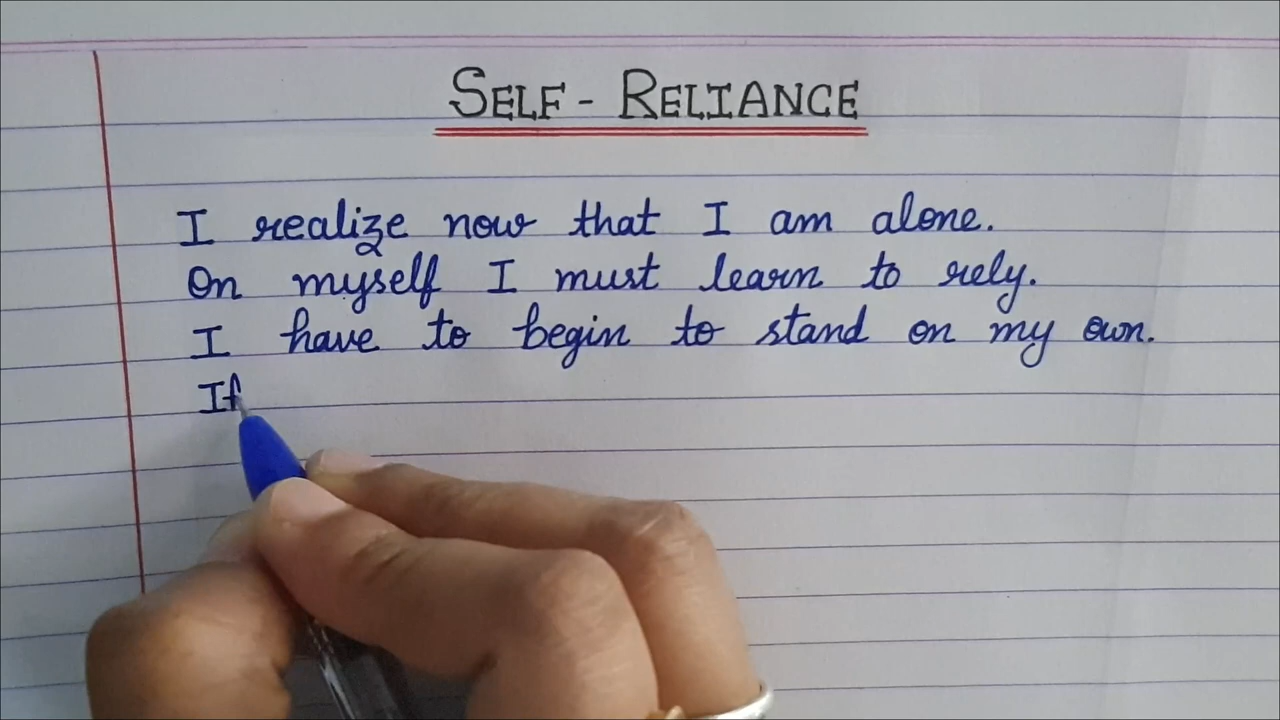 SELF - RELIANCE
I realize now that I am alone.
On myself I must learn to rely.
I have to begin to stand on my own.
If